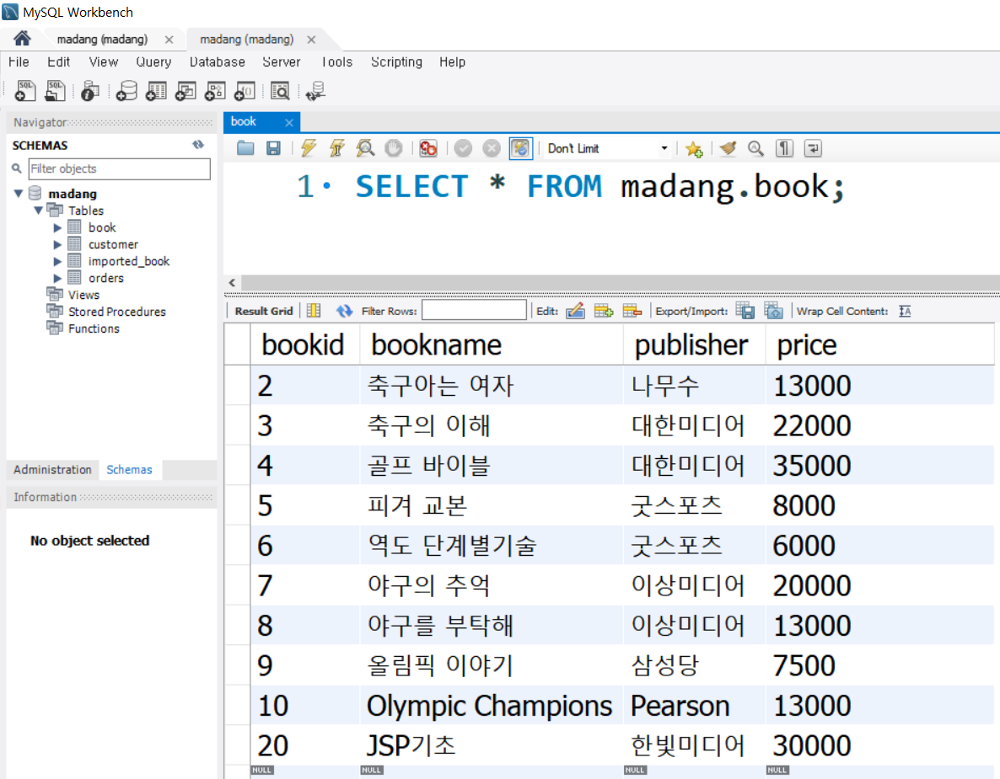 MySQL Workbench
madang (madang) madang (madang)
File Edit View Query Database Server Tools Scripting Help
Navigator
SCHEMAS
Filter objects
madang
Tables
book
customer
imported_book
orders
Views
Stored Procedures
Functions
Administration Schemas
Information
No object selected
book
Don't Limit
1 SELECT * FROM madang.book;
Result Grid Filter Rows: Edit: Export/Import: Wrap Cell Content:
bookid bookname publisher price
2 축구아는 여자 나무수 13000
3 축구의 이해 대한미디어 22000
4 골프 바이블 대한미디어 35000
5 피겨 교본 굿스포츠 8000
6 역도 단계별기술 굿스포츠 6000
7 야구의 추억 이상미디어 20000
8 야구를 부탁해 이상미디어 13000
9 올림픽 이야기 삼성당 7500
10 Olympic Champions Pearson 13000
20 JSP기초 한빛미디어 30000
NULL NULL NULL NULL